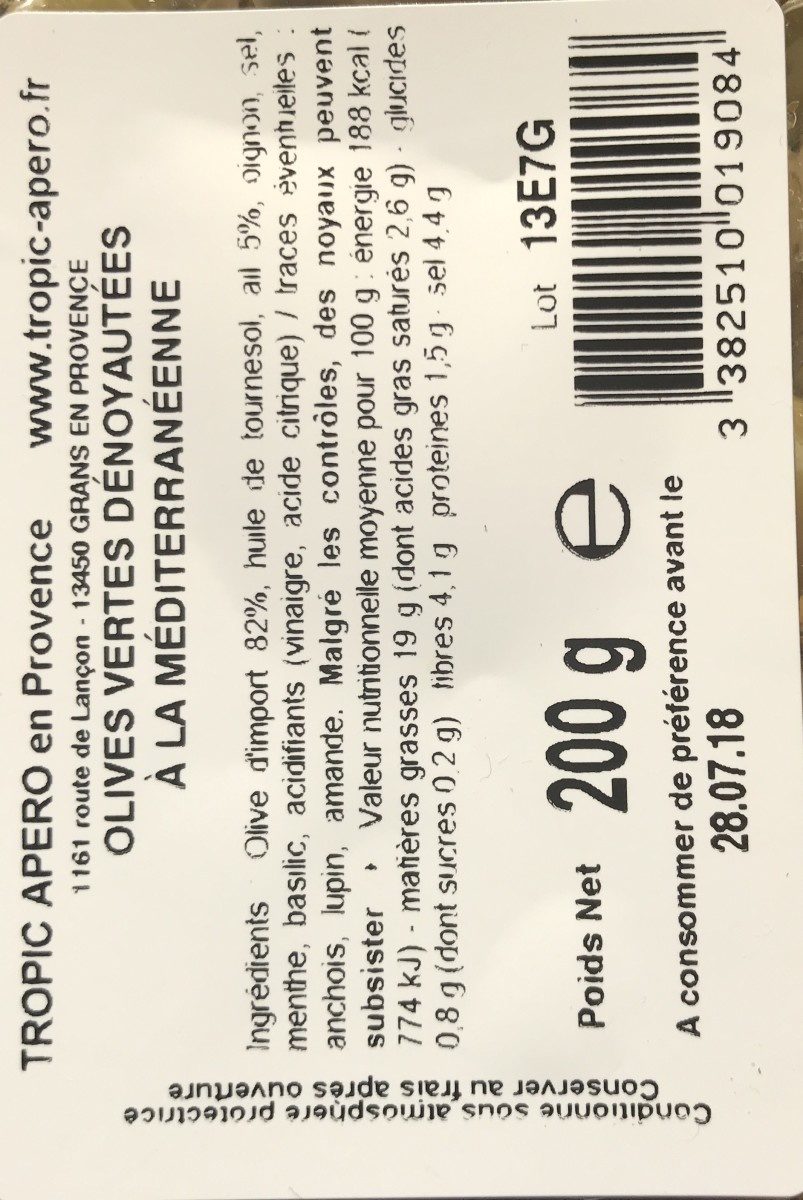 TROPIC APERO en Provence www.tropic-apero.fr
1161 route de Lançon - 13450 GRANS EN PROVENCE
OLIVES VERTES DÉNOYAUTÉES
À LA MÉDITERRANÉENNE
Ingrédients : Olive d'import 82%, huile de tournesol, ail 5%, oignon, sel,
menthe, basilic, acidifiants (vinaigre, acide citrique) / traces éventuelles :
anchois, lupin, amande. Malgré les contrôles, des noyaux peuvent
subsister Valeur nutritionnelle moyenne pour 100 g : énergie 188 kcal (
774 kJ) - matières grasses 19 g (dont acides gras saturés 2,6 g) - glucides
0,8 g (dont sucres 0,2 g) fibres 4,1 g protéines 1,5 g - sel 4,4 g
Lot 13E7G
Poids Net 200 g e
3 382510 019084
A consommer de préférence avant le
28.07.18
Conditionné sous atmosphère protectrice
Conserver au frais après ouverture